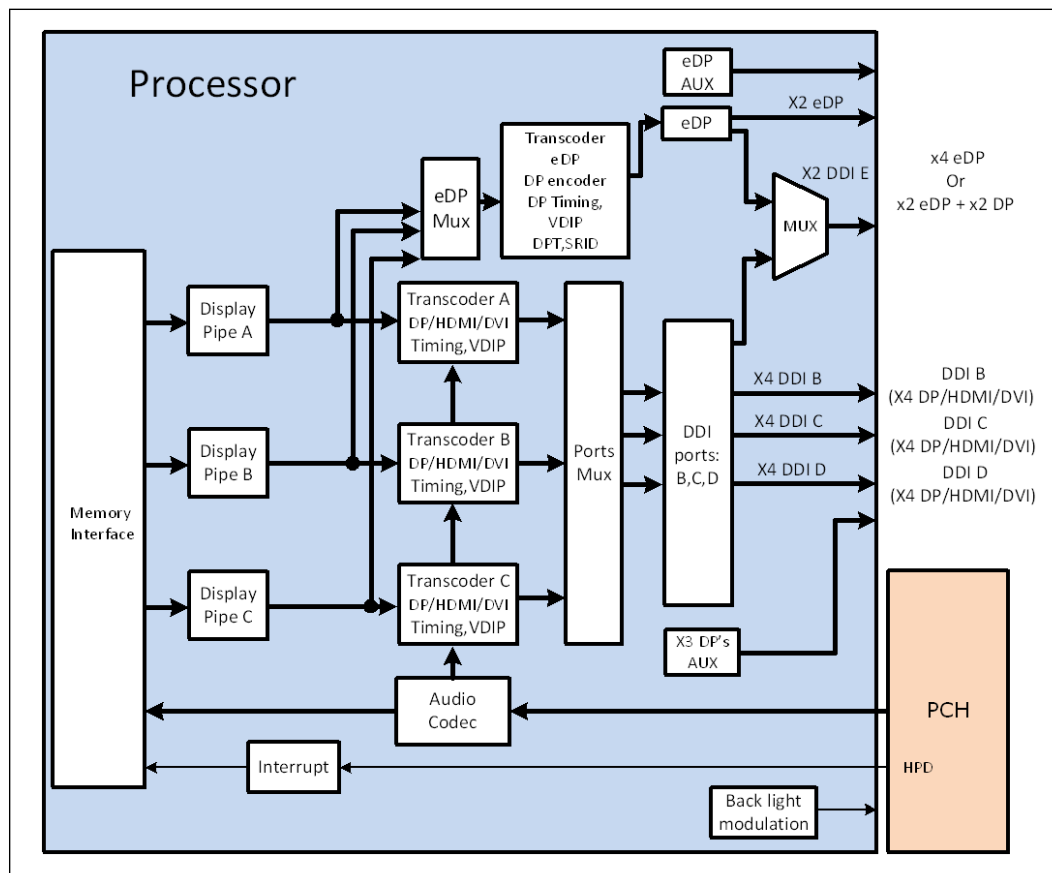 Processor
eDP
AUX
X2 eDP
eDP
Transcoder
eDP
DP encoder
DP Timing,
VDIP
DPT,SRID
eDP
Mux
X2 DDI E
MUX
x4 eDP
Or
x2 eDP + x2 DP
Memory
Interface
Display
Pipe A
Transcoder A
DP/HDMI/DVI
Timing,VDIP
Display
Pipe B
Transcoder B
DP/HDMI/DVI
Timing,VDIP
Display
Pipe C
Transcoder C
DP/HDMI/DVI
Timing,VDIP
Ports
Mux
DDI
ports:
B,C,D
X4 DDI B
X4 DDI C
X4 DDI D
DDI B
(X4 DP/HDMI/DVI)
DDI C
(X4 DP/HDMI/DVI)
DDI D
(X4 DP/HDMI/DVI)
X3 DP's
AUX
Audio
Codec
PCH
Interrupt
HPD
Back light
modulation